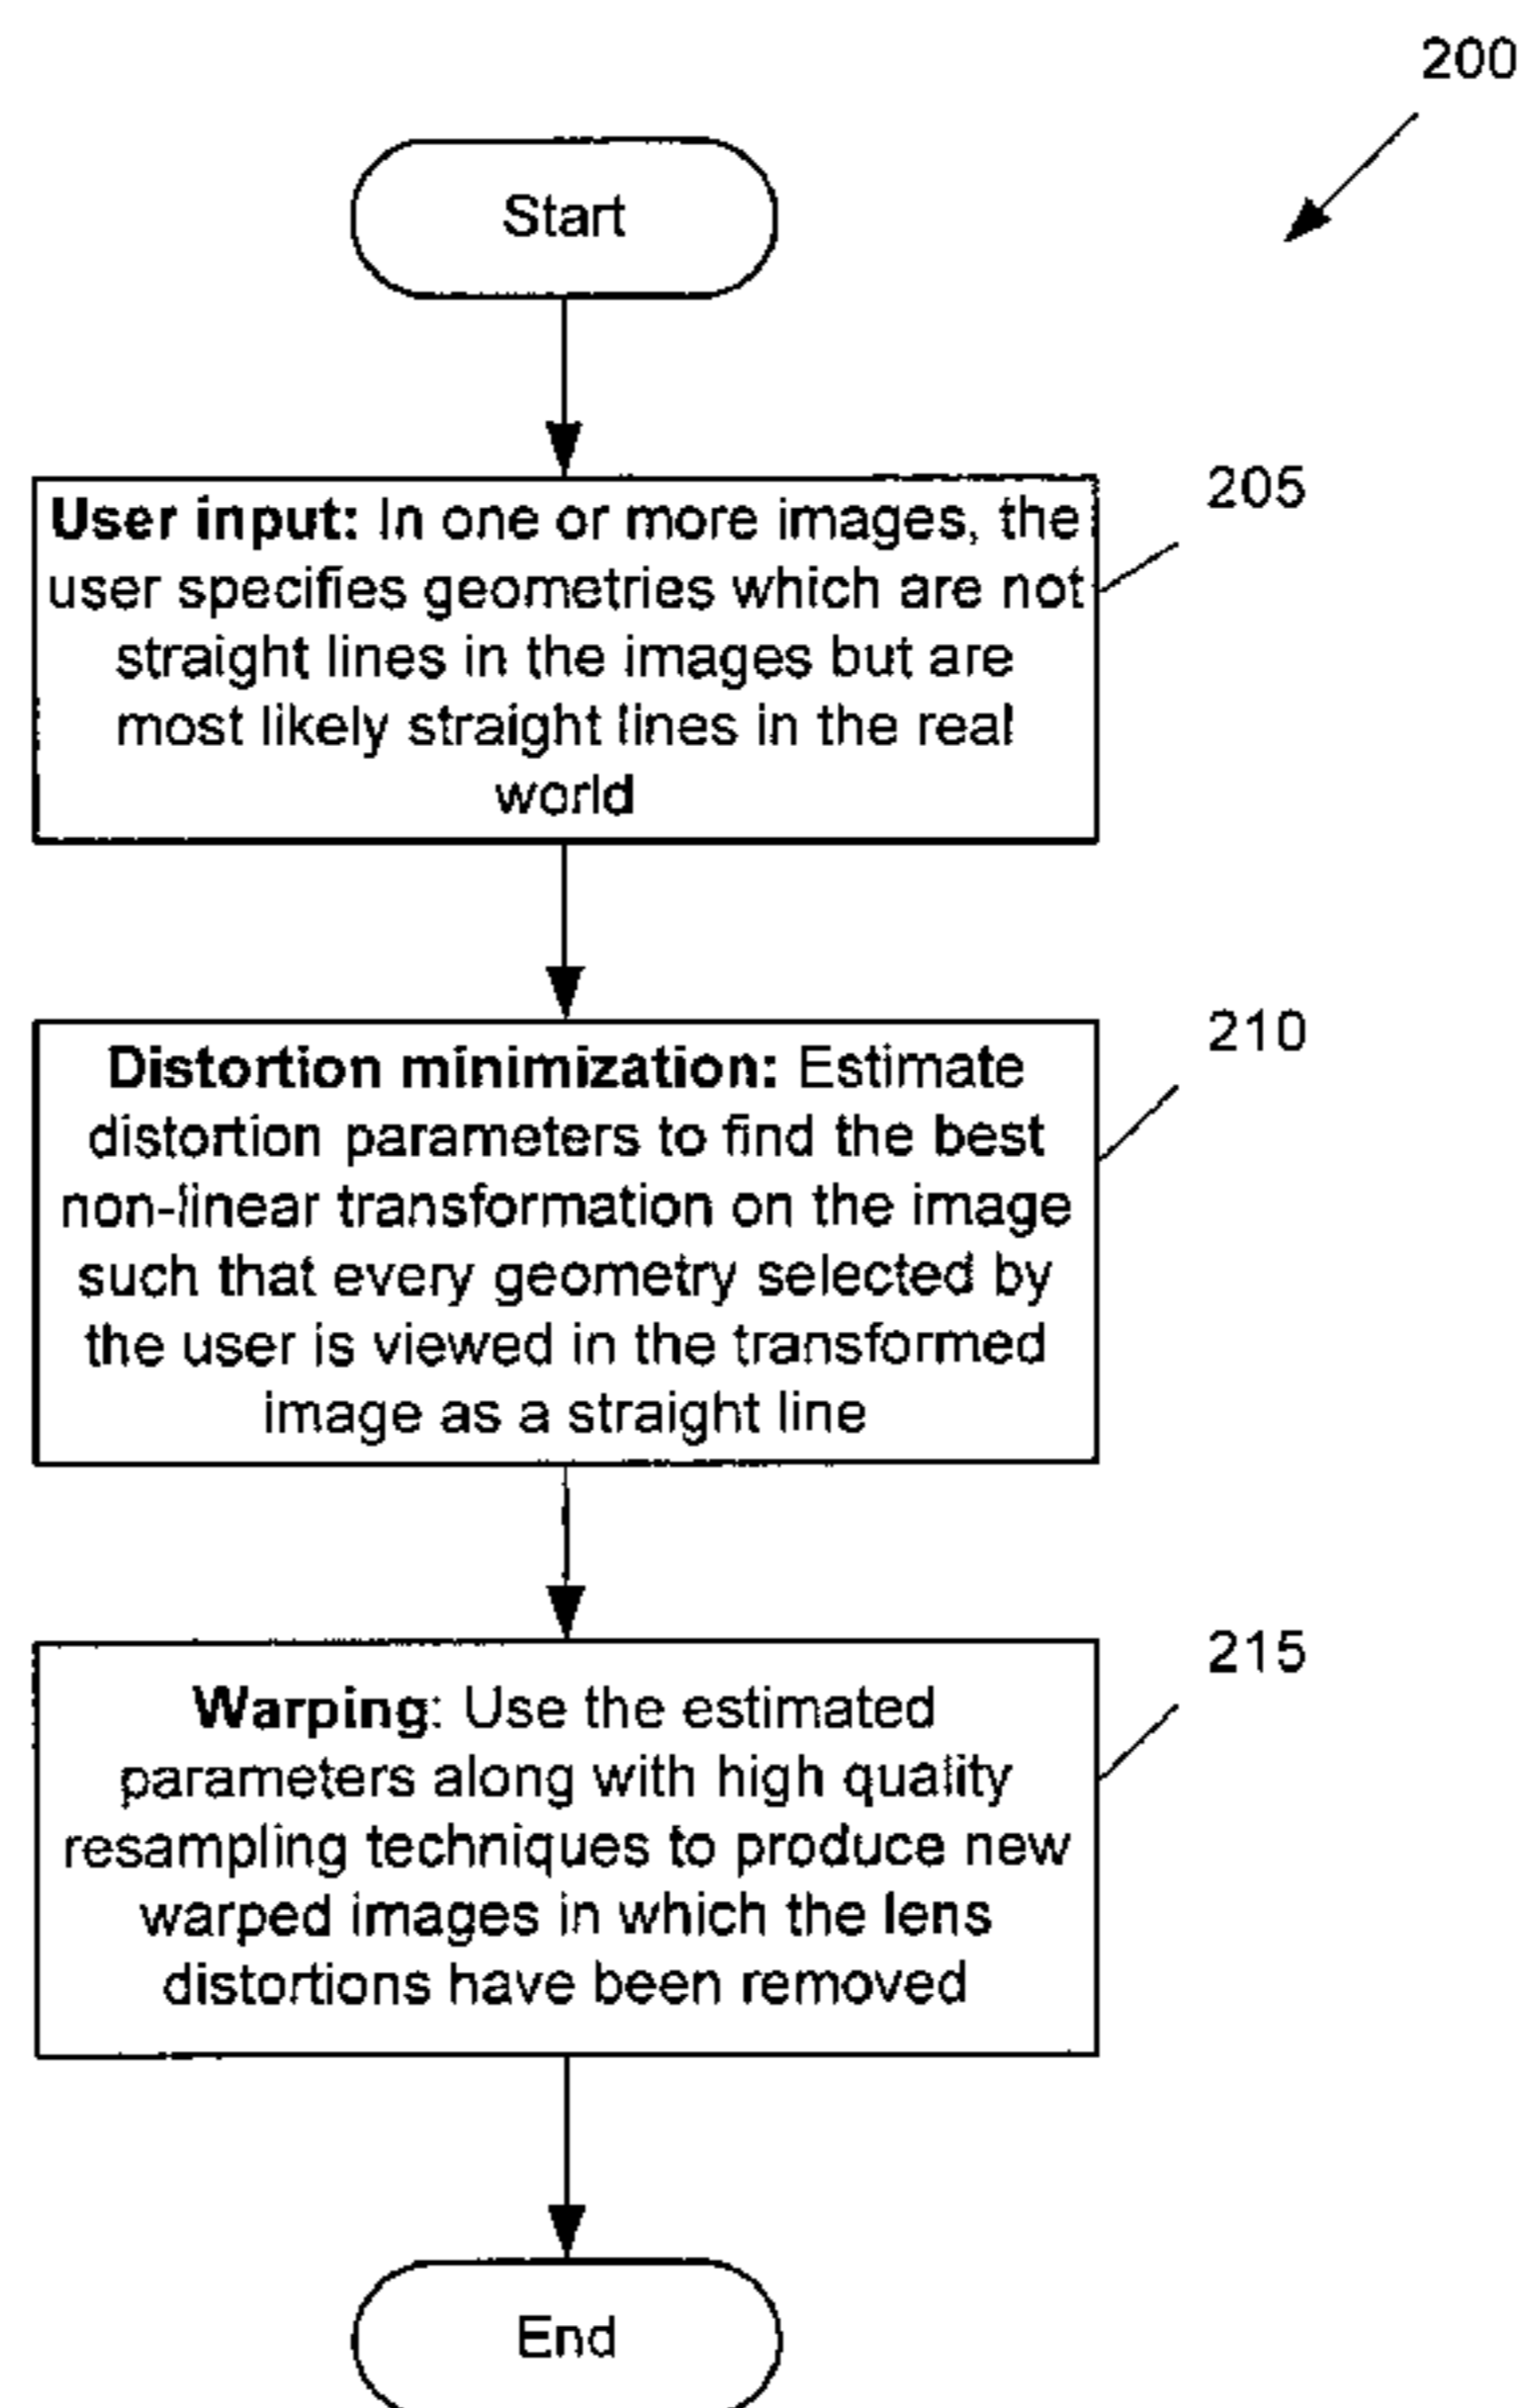 200
Start
205
User input: In one or more images, the
user specifies geometries which are not
straight lines in the images but are
most likely straight lines in the real
world
210
Distortion minimization: Estimate
distortion parameters to find the best
non-linear transformation on the image
such that every geometry selected by
the user is viewed in the transformed
image as a straight line
215
Warping: Use the estimated
parameters along with high quality
resampling techniques to produce new
warped images in which the lens
distortions have been removed
End